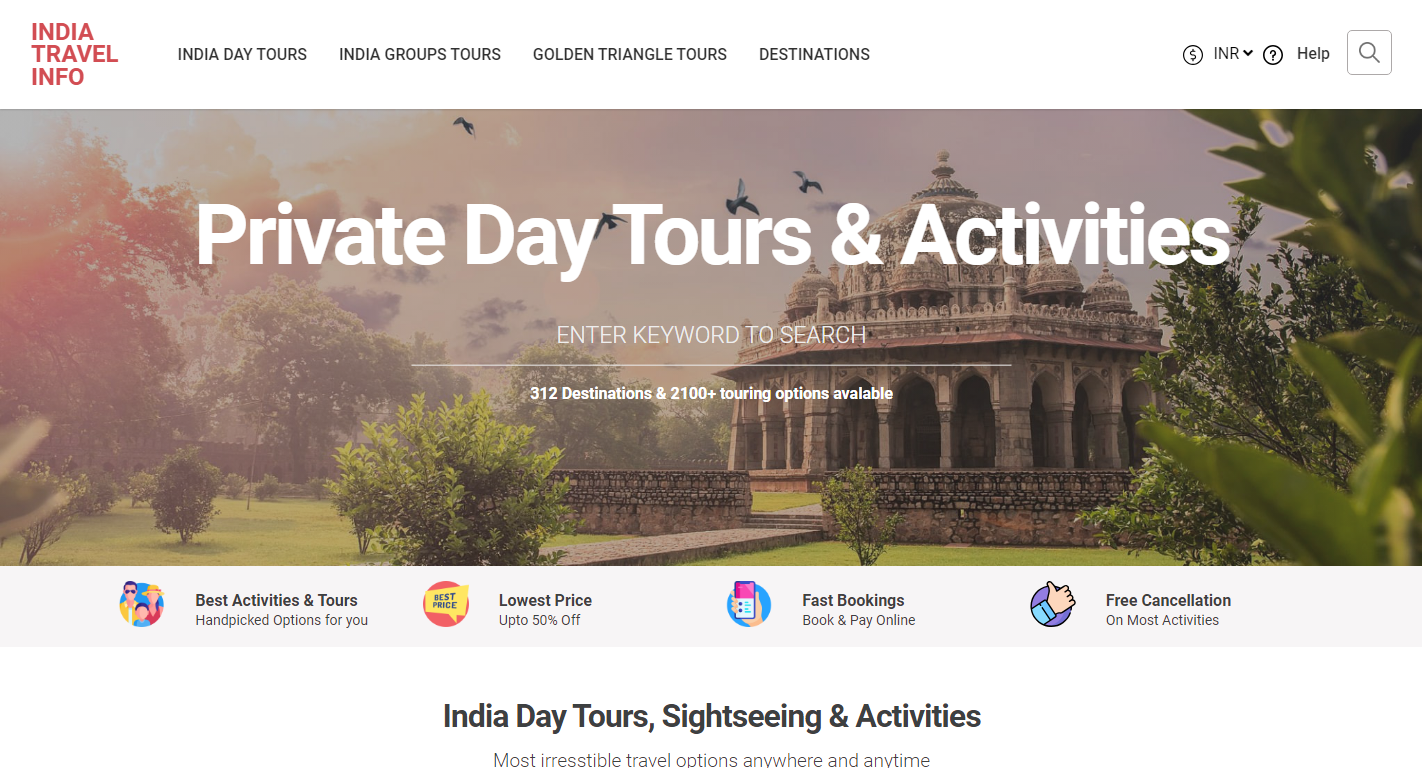 INDIA
TRAVEL
INFO
INDIA DAY TOURS
INDIA GROUPS TOURS
GOLDEN TRIANGLE TOURS
DESTINATIONS
INR
Help
Private Day Tours & Activities
ENTER KEYWORD TO SEARCH
312 Destinations & 2100+ touring options avalable
Best Activities & Tours
Handpicked Options for you
BEST
PRICE
Lowest Price
Upto 50% Off
Fast Bookings
Book & Pay Online
Free Cancellation
On Most Activities
India Day Tours, Sightseeing & Activities
Most irresstible travel options anywhere and anytime